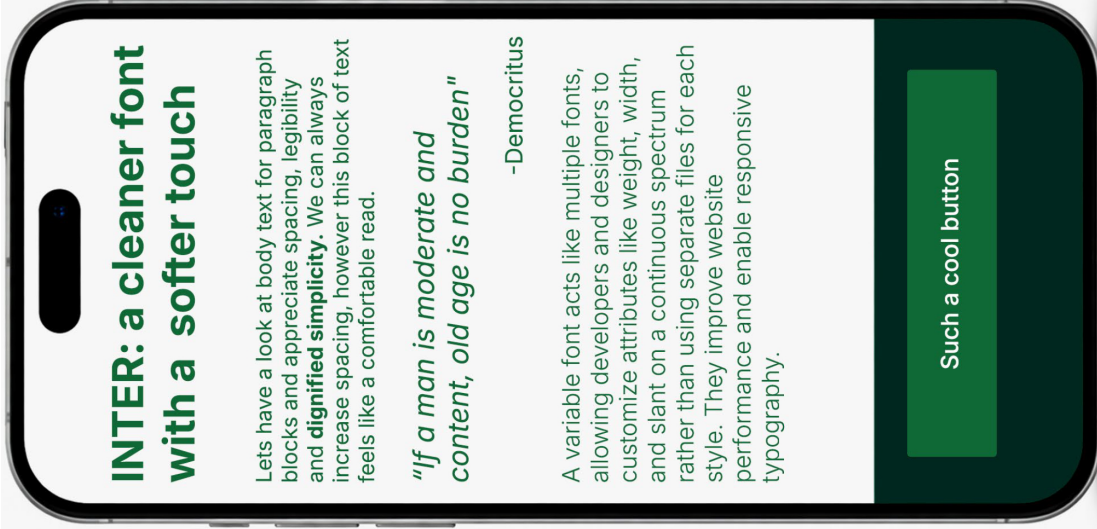 INTER: a cleaner font
with a softer touch
Lets have a look at body text for paragraph
blocks and appreciate spacing, legibility
and dignified simplicity. We can always
increase spacing, however this block of text
feels like a comfortable read.
"If a man is moderate and
content, old age is no burden"
-Democritus
A variable font acts like multiple fonts,
allowing developers and designers to
customize attributes like weight, width,
and slant on a continuous spectrum
rather than using separate files for each
style. They improve website
performance and enable responsive
typography.
Such a cool button